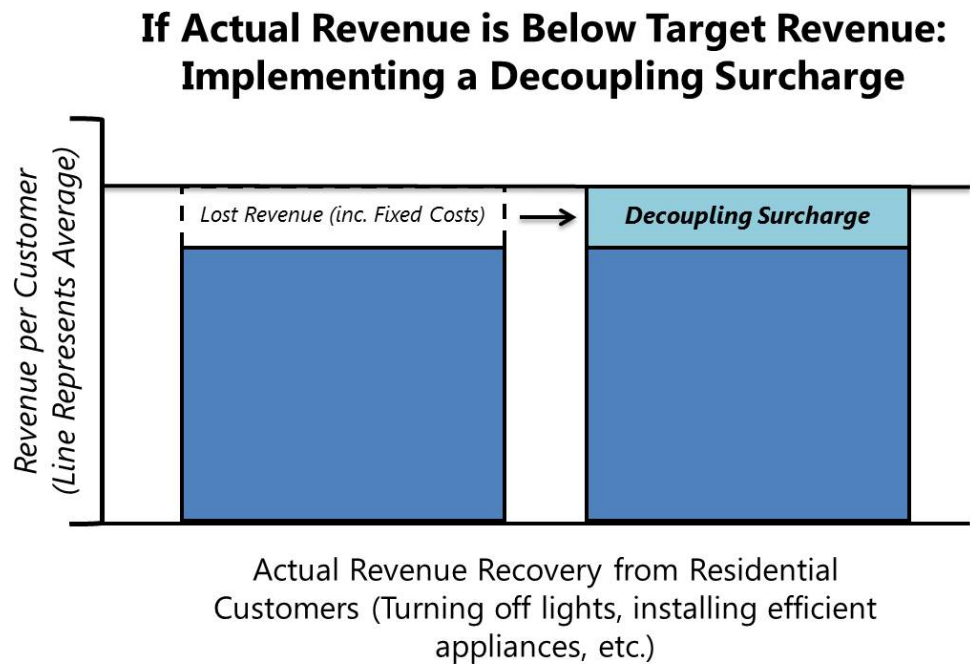 If Actual Revenue is Below Target Revenue:
Implementing a Decoupling Surcharge
Revenue per Customer
(Line Represents Average)
Lost Revenue (inc. Fixed Costs)
Decoupling Surcharge
Actual Revenue Recovery from Residential
Customers (Turning off lights, installing efficient
appliances, etc.)